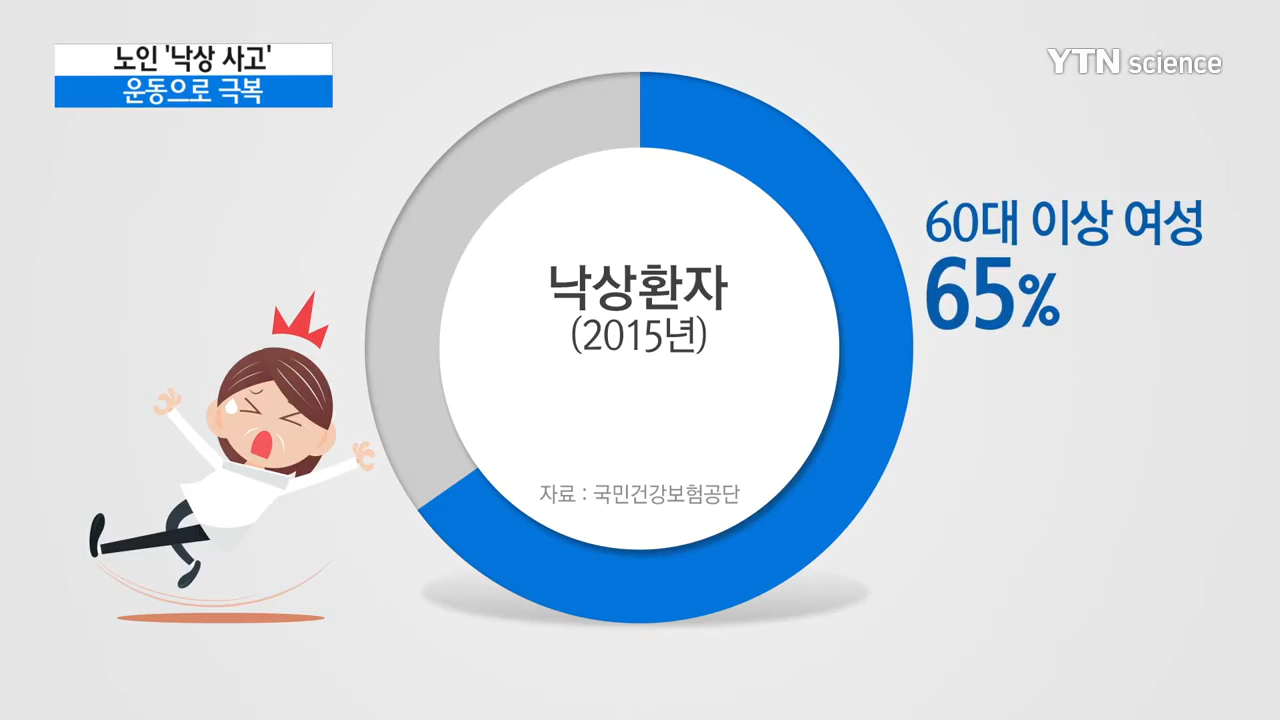 노인 '낙상 사고'
운동으로 극복
YTN science
60대 이상 여성
65%
낙상환자
(2015년)
자료 : 국민건강보험공단